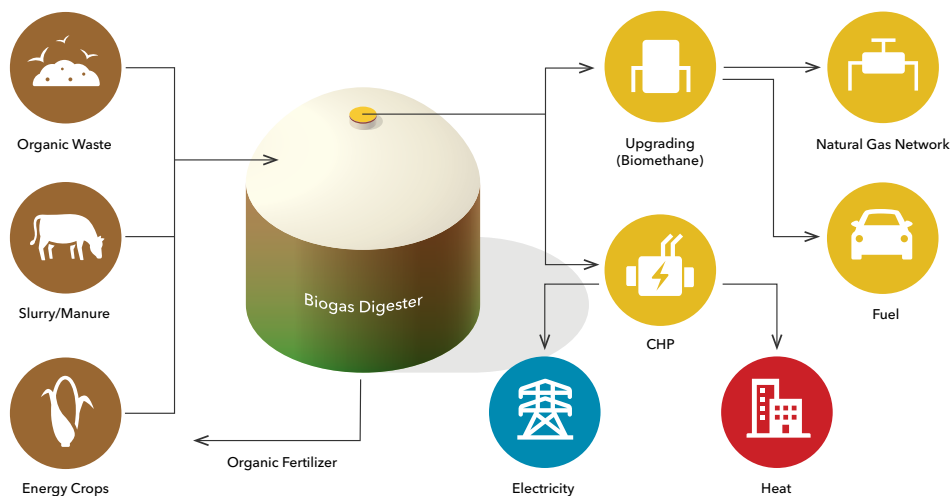 Organic Waste
Slurry/Manure
Energy Crops
Biogas Digester
Organic Fertilizer
Upgrading
(Biomethane)
Natural Gas Network
CHP
Fuel
Electricity
Heat